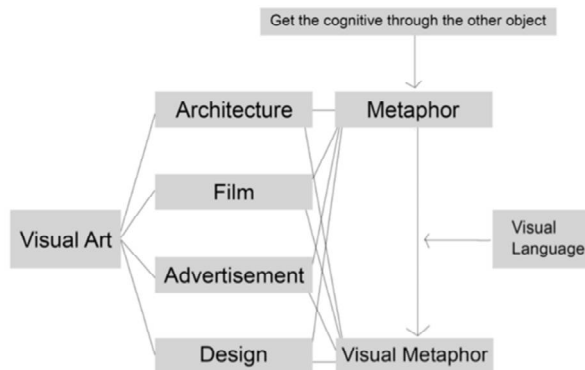 Get the cognitive through the other object
Architecture
Metaphor
Film
Visual Art
Visual
Language
Advertisement
Design
Visual Metaphor